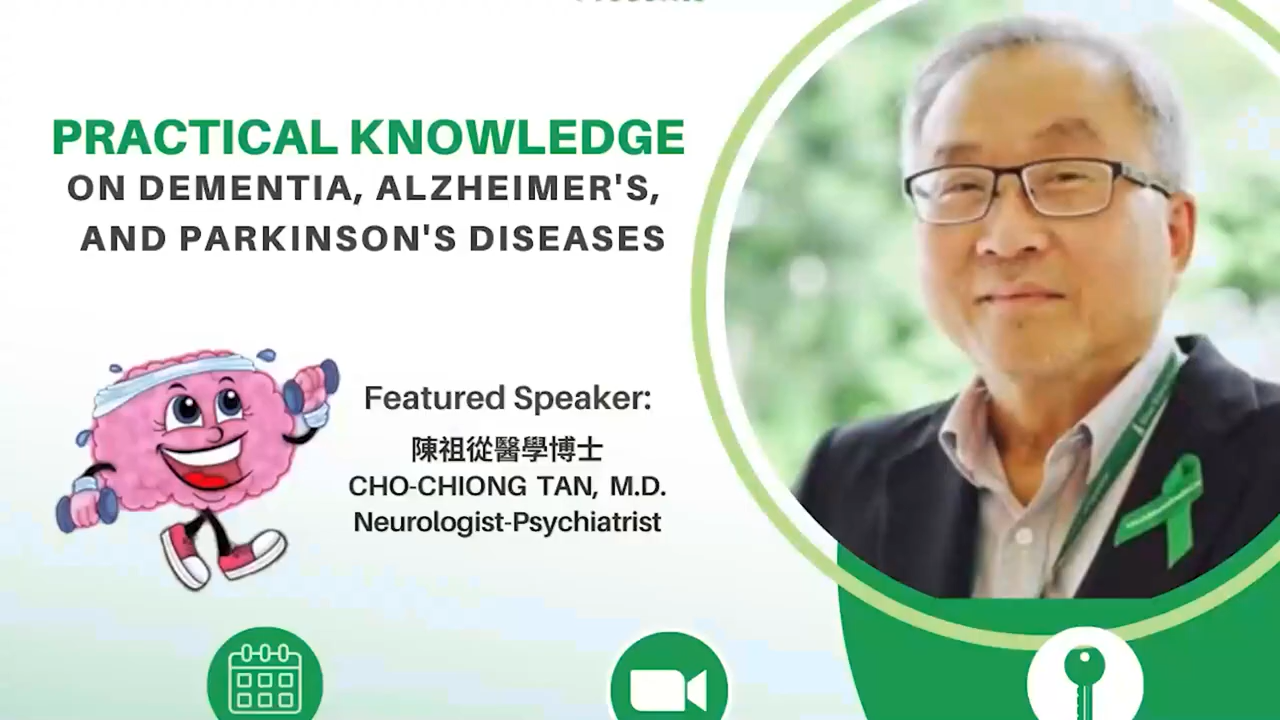 PRACTICAL KNOWLEDGE
ON DEMENTIA, ALZHEIMER'S,
AND PARKINSON'S DISEASES
Featured Speaker:
陳祖從醫學博士
CHO-CHIONG TAN, M.D.
Neurologist-Psychiatrist